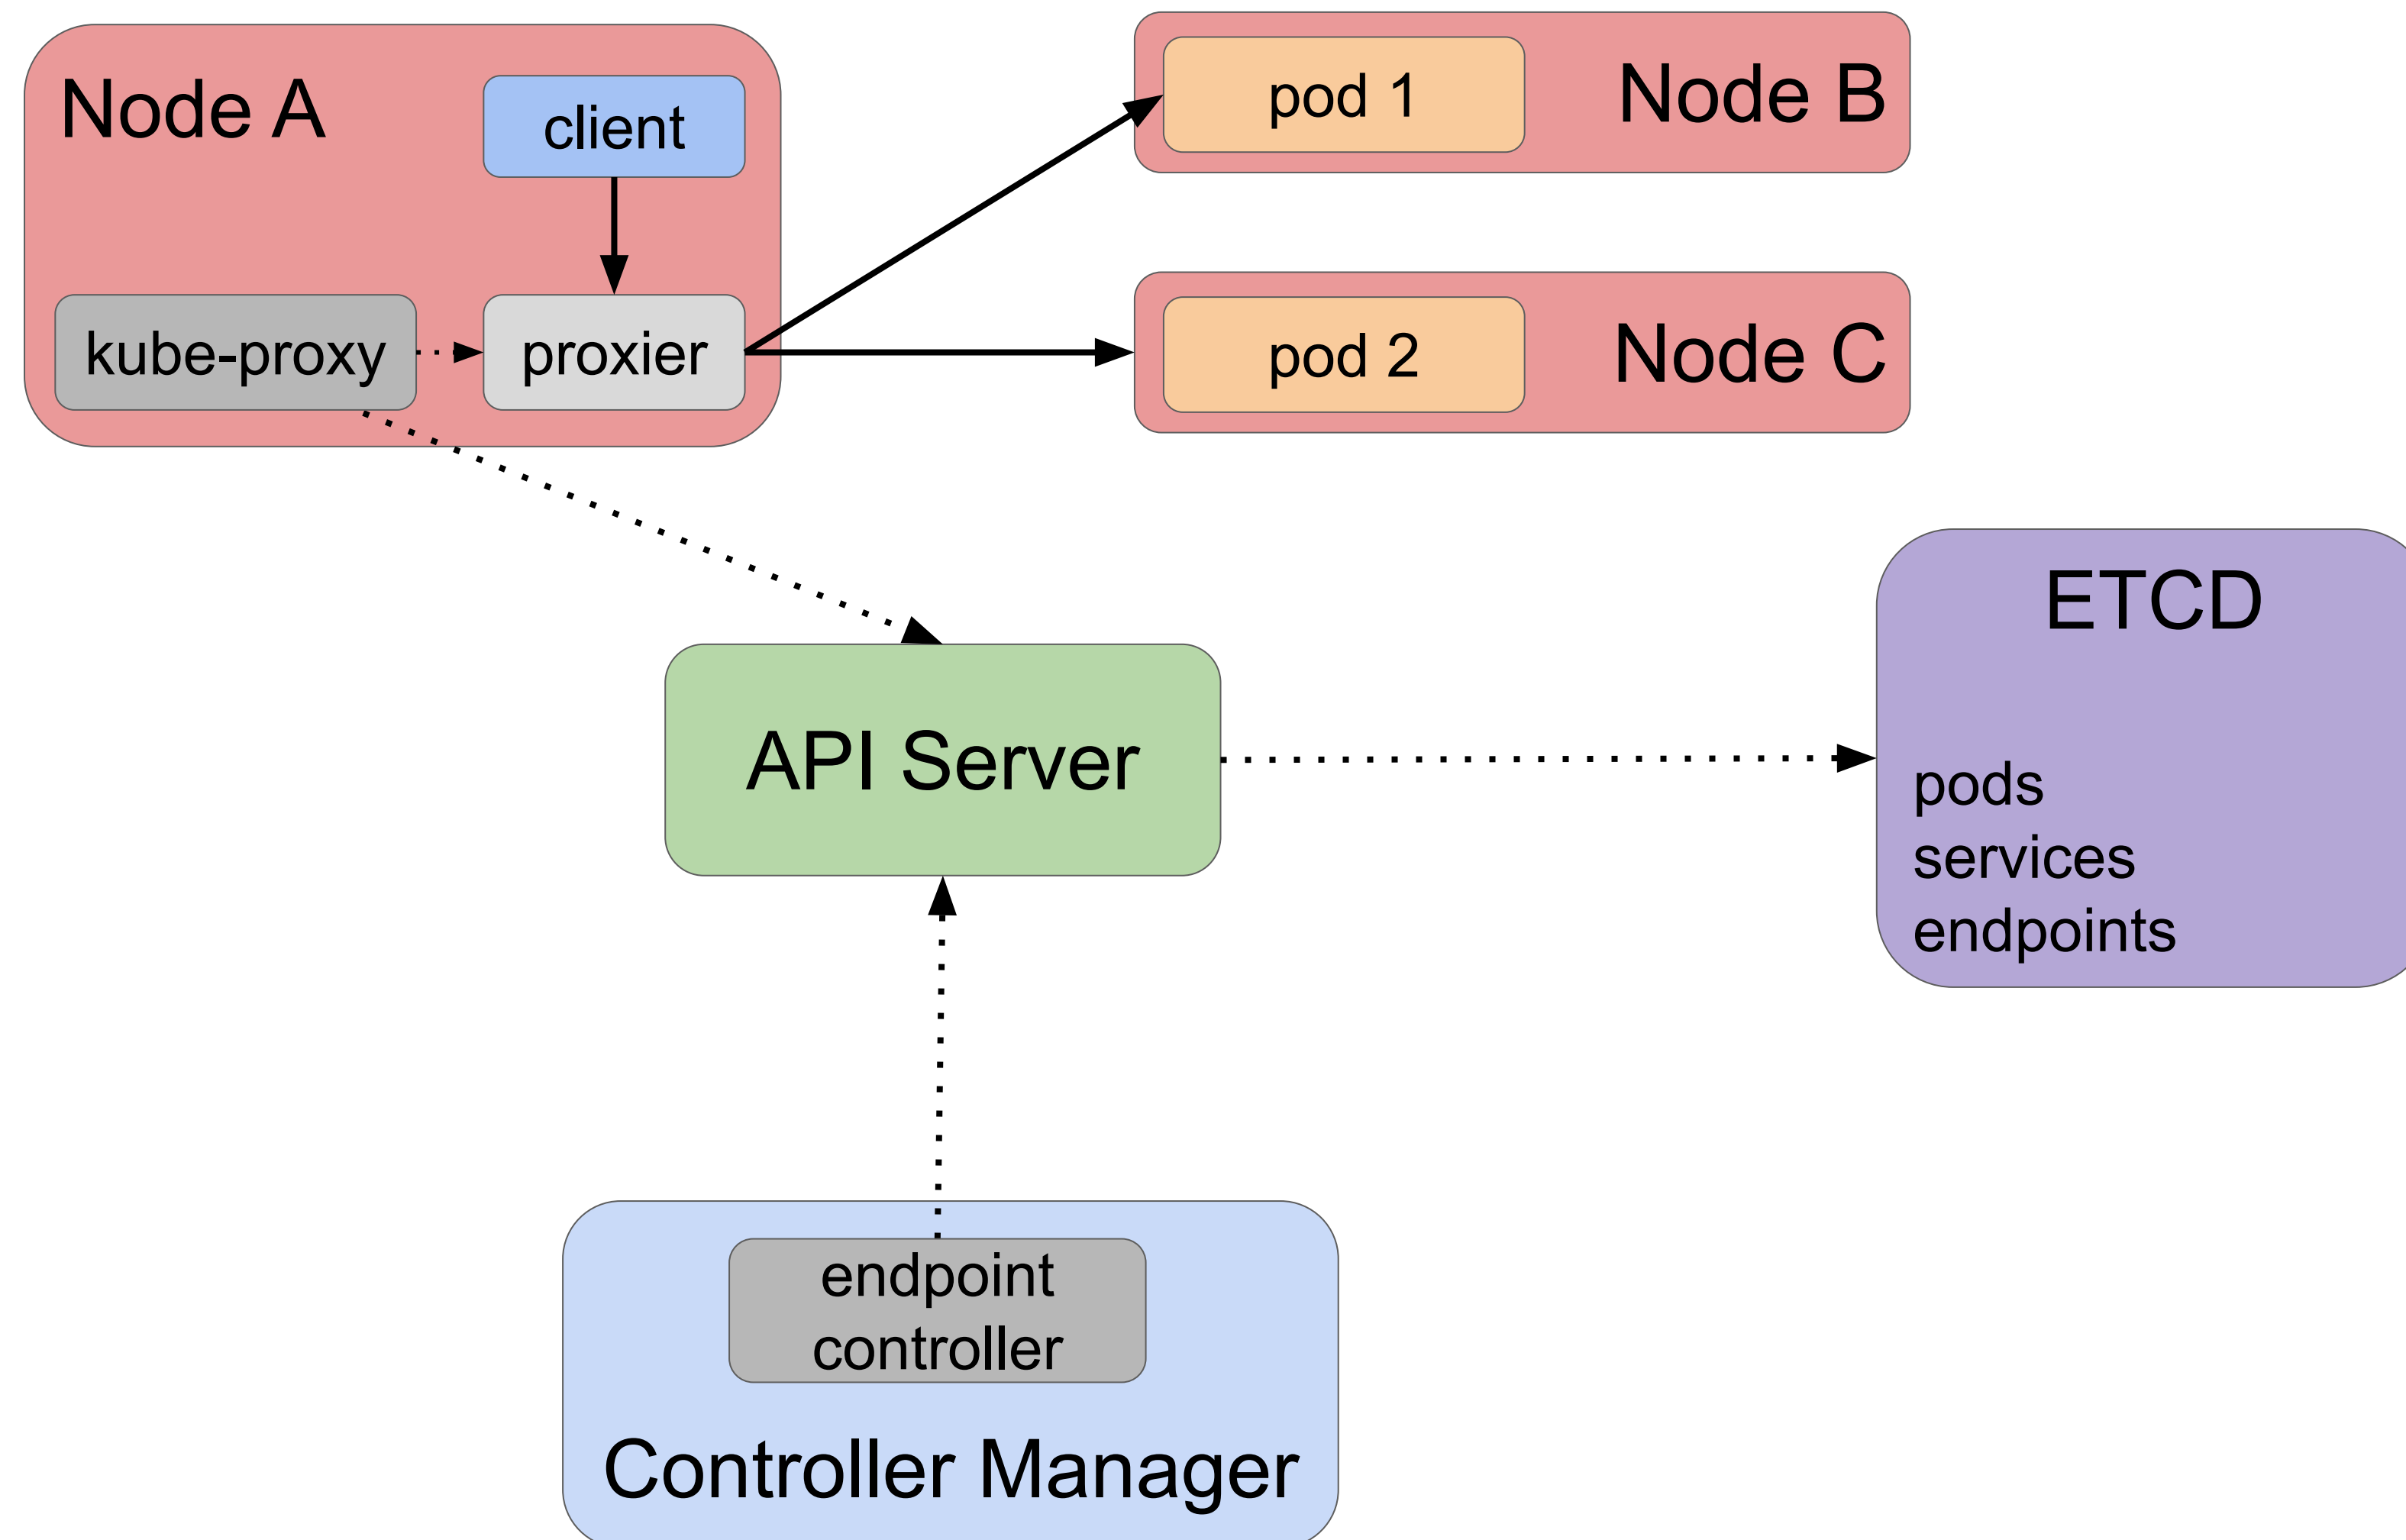 Node A
client
kube-proxy
proxier
pod 1
Node B
pod 2
Node C
API Server
ETCD
pods
services
endpoints
endpoint
controller
Controller Manager